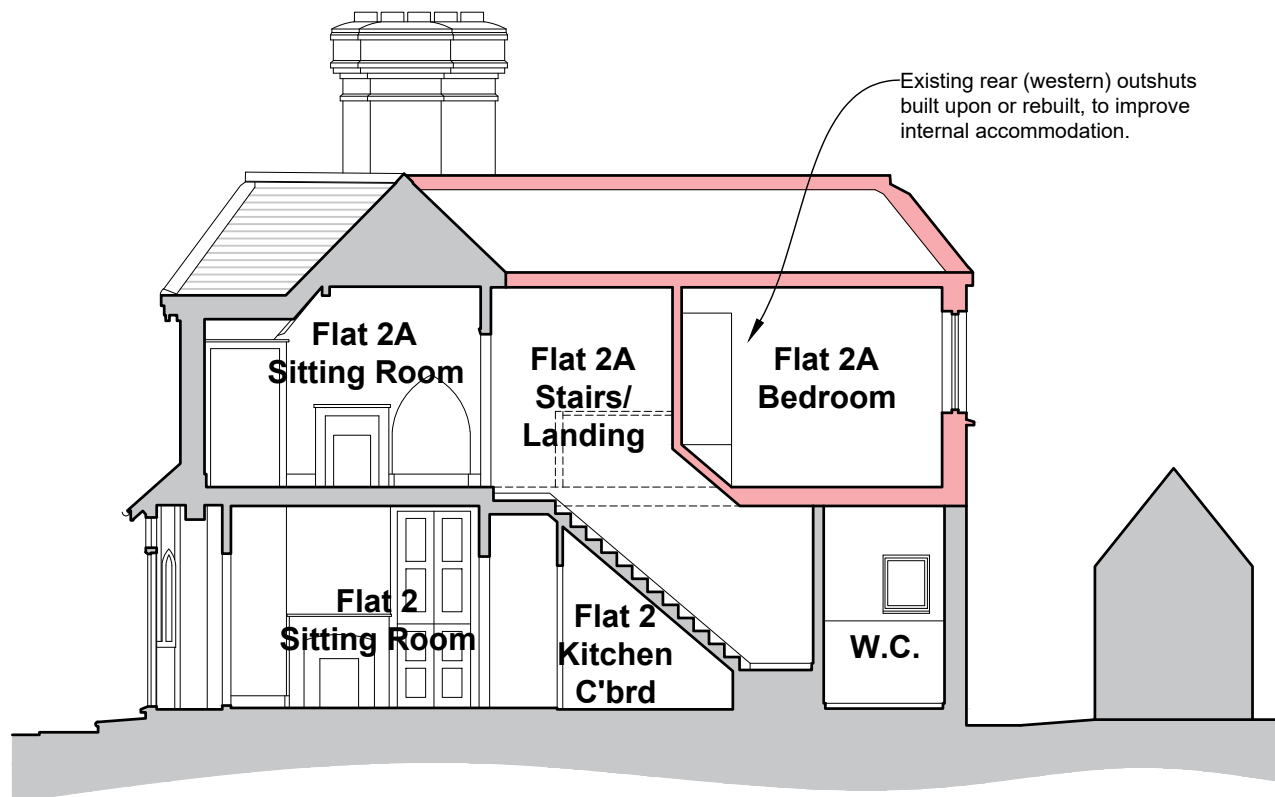 Existing rear (western) outshuts
built upon or rebuilt, to improve
internal accommodation.
Flat 2A
Sitting Room
Flat 2A
Stairs/
Landing
Flat 2A
Bedroom
Flat 2
Sitting Room
Flat 2
Kitchen
C'brd
W.C.